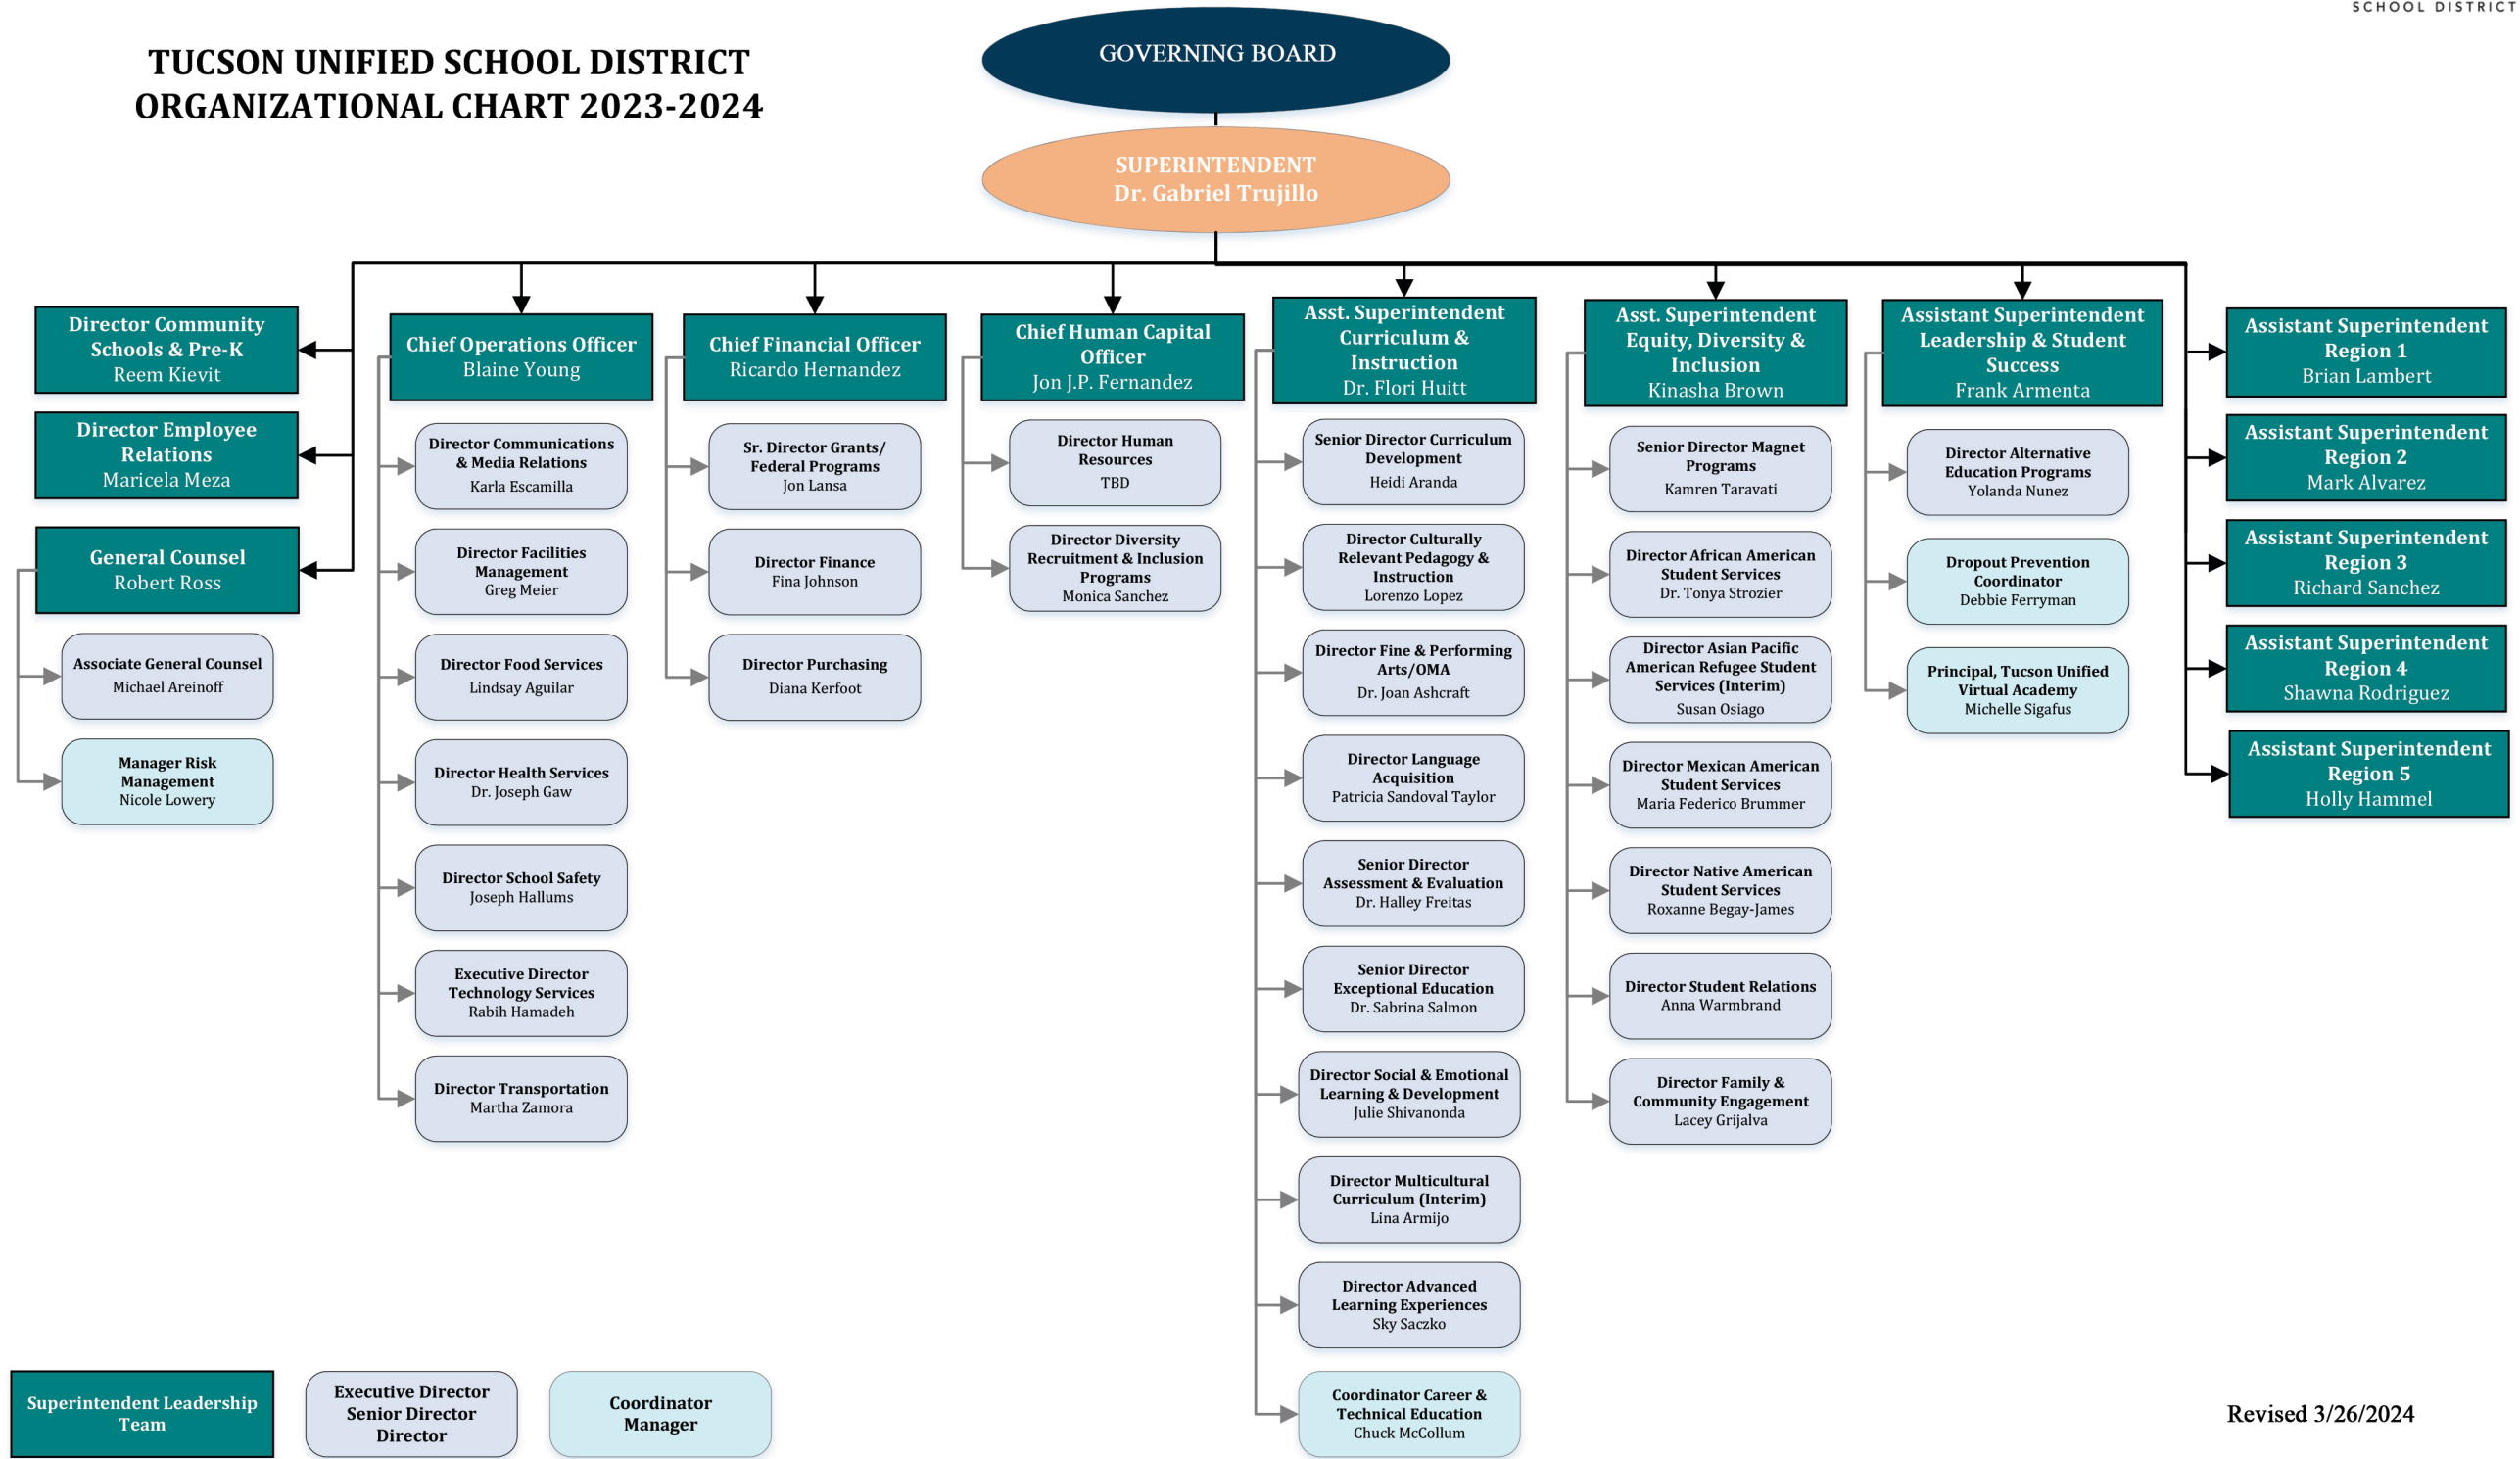 SCHOOL DISTRICT
TUCSON UNIFIED SCHOOL DISTRICT
ORGANIZATIONAL CHART 2023-2024
GOVERNING BOARD
SUPERINTENDENT
Dr. Gabriel Trujillo
Director Community
Schools & Pre-K
Reem Kievit
Director Employee
Relations
Maricela Meza
General Counsel
Robert Ross
Associate General Counsel
Michael Areinoff
Manager Risk
Management
Nicole Lowery
Chief Operations Officer
Blaine Young
Director Communications
& Media Relations
Karla Escamilla
Director Facilities
Management
Greg Meier
Director Food Services
Lindsay Aguilar
Director Health Services
Dr. Joseph Gaw
Director School Safety
Joseph Hallums
Executive Director
Technology Services
Rabih Hamadeh
Director Transportation
Martha Zamora
Chief Financial Officer
Ricardo Hernandez
Sr. Director Grants/
Federal Programs
Jon Lansa
Director Finance
Fina Johnson
Director Purchasing
Diana Kerfoot
Chief Human Capital
Officer
Jon J.P. Fernandez
Director Human
Resources
TBD
Director Diversity
Recruitment & Inclusion
Programs
Monica Sanchez
Asst. Superintendent
Curriculum &
Instruction
Dr. Flori Huitt
Senior Director Curriculum
Development
Heidi Aranda
Director Culturally
Relevant Pedagogy &
Instruction
Lorenzo Lopez
Director Fine & Performing
Arts/OMA
Dr. Joan Ashcraft
Director Language
Acquisition
Patricia Sandoval Taylor
Senior Director
Assessment & Evaluation
Dr. Halley Freitas
Senior Director
Exceptional Education
Dr. Sabrina Salmon
Director Social & Emotional
Learning & Development
Julie Shivanonda
Director Multicultural
Curriculum (Interim)
Lina Armijo
Director Advanced
Learning Experiences
Sky Saczko
Coordinator Career &
Technical Education
Chuck McCollum
Asst. Superintendent
Equity, Diversity &
Inclusion
Kinasha Brown
Senior Director Magnet
Programs
Kamren Taravati
Director African American
Student Services
Dr. Tonya Strozier
Director Asian Pacific
American Refugee Student
Services (Interim)
Susan Osiago
Director Mexican American
Student Services
Maria Federico Brummer
Director Native American
Student Services
Roxanne Begay-James
Director Student Relations
Anna Warmbrand
Director Family &
Community Engagement
Lacey Grijalva
Assistant Superintendent
Leadership & Student
Success
Frank Armenta
Director Alternative
Education Programs
Yolanda Nunez
Dropout Prevention
Coordinator
Debbie Ferryman
Principal, Tucson Unified
Virtual Academy
Michelle Sigafus
Assistant Superintendent
Region 1
Brian Lambert
Assistant Superintendent
Region 2
Mark Alvarez
Assistant Superintendent
Region 3
Richard Sanchez
Assistant Superintendent
Region 4
Shawna Rodriguez
Assistant Superintendent
Region 5
Holly Hammel
Superintendent Leadership
Team
Executive Director
Senior Director
Director
Coordinator
Manager
Revised 3/26/2024